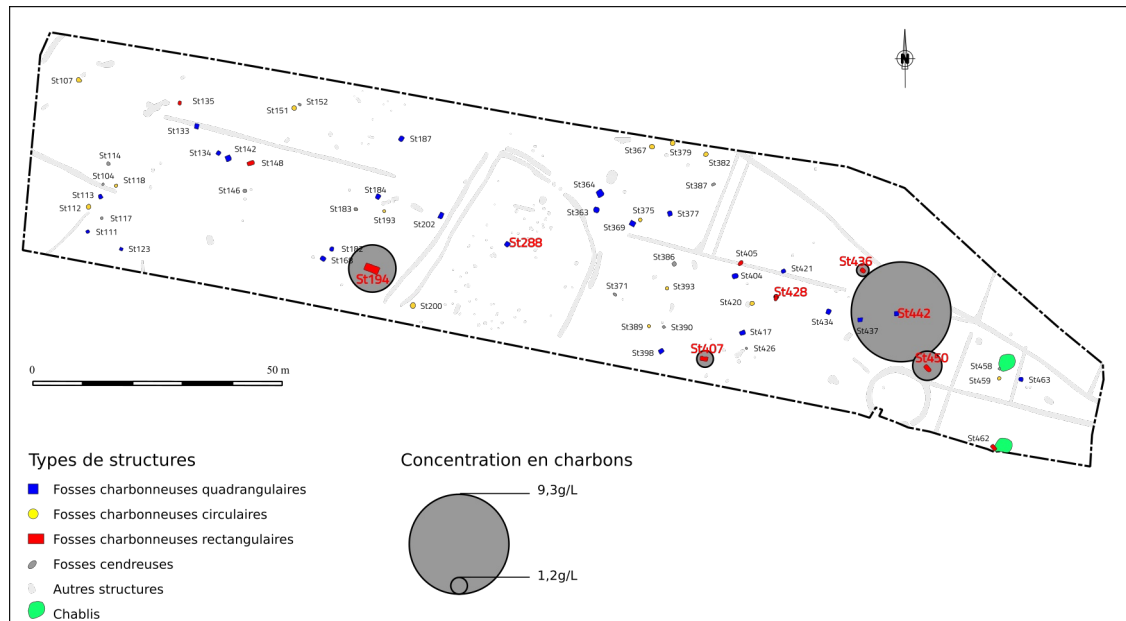 N
St107
St135
St151
St152
St133
St187
St134
St142
St148
St114
St104
St118
St113
St112
St117
St111
St123
St146
St184
St183
St193
St202
St182
St168
St194
St200
St288
St367
St379
St382
St364
St387
St363
St375
St377
St369
St386
St405
St404
St421
St371
St393
St428
St420
St436
St442
St434
St437
St389
St390
St417
St398
St407
St426
St450
St458
St459
St463
St462
0 50 m
Types de structures
Fosses charbonneuses quadrangulaires
Fosses charbonneuses circulaires
Fosses charbonneuses rectangulaires
Fosses cendreuses
Autres structures
Chablis
Concentration en charbons
9,3g/L
1,2g/L